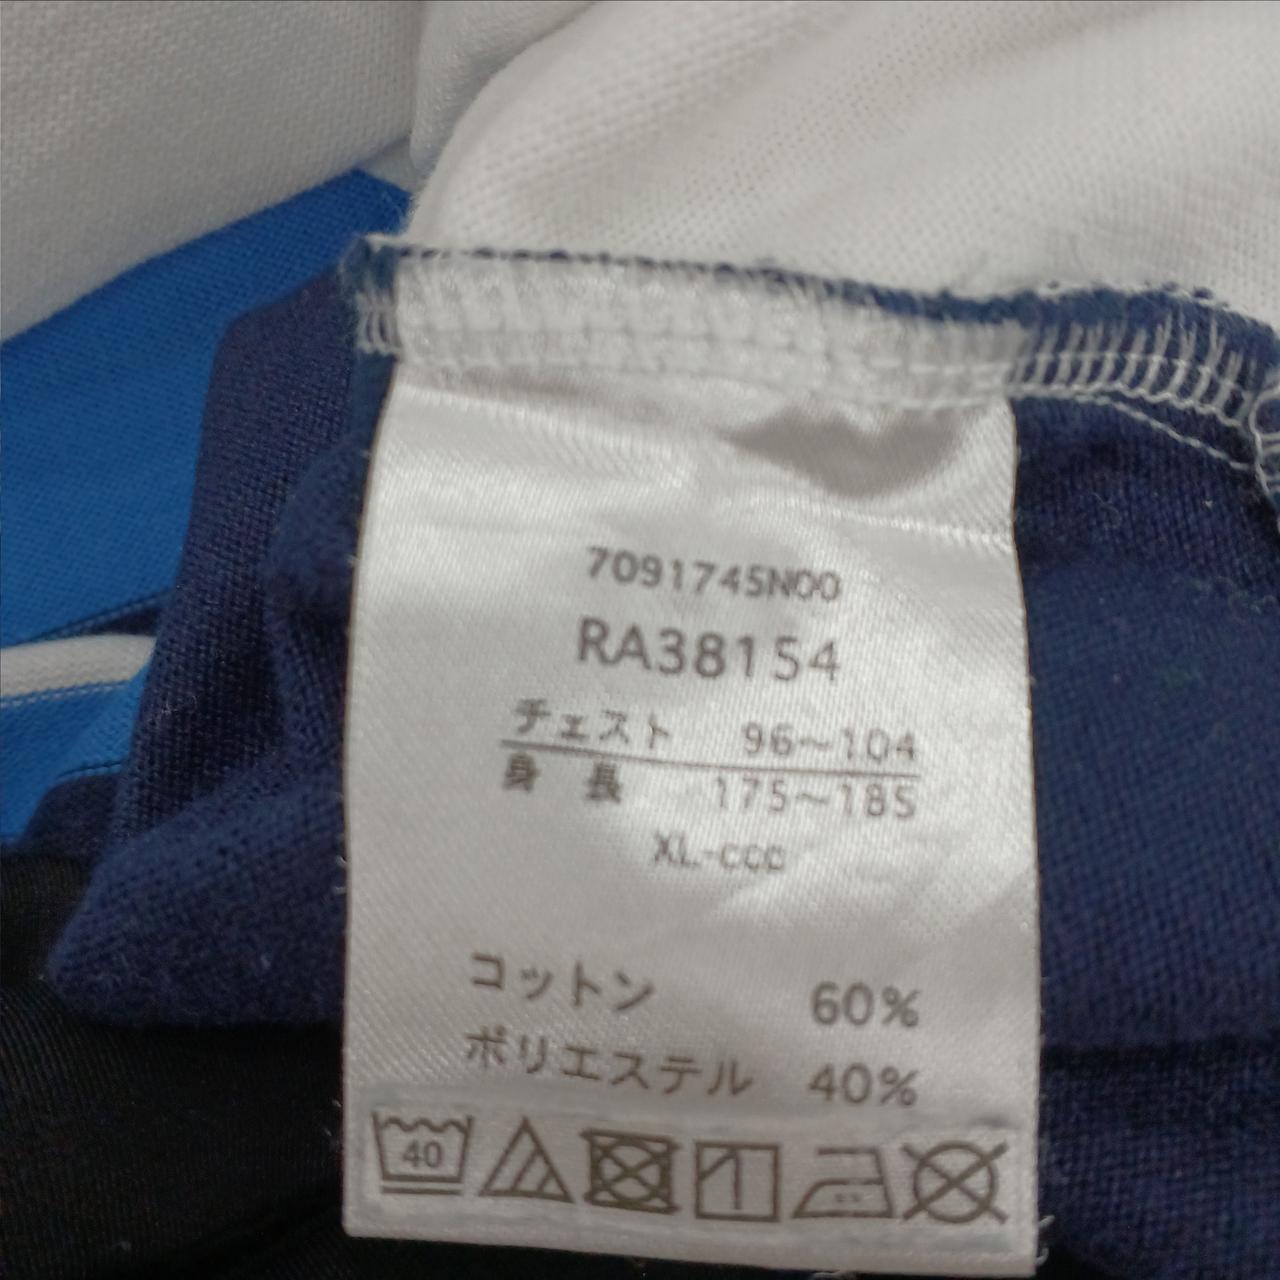 7091745N00
RA38154
チェスト 96~104
身長 175~185
XL-ccc
コットン 60%
ポリエステル 40%
40